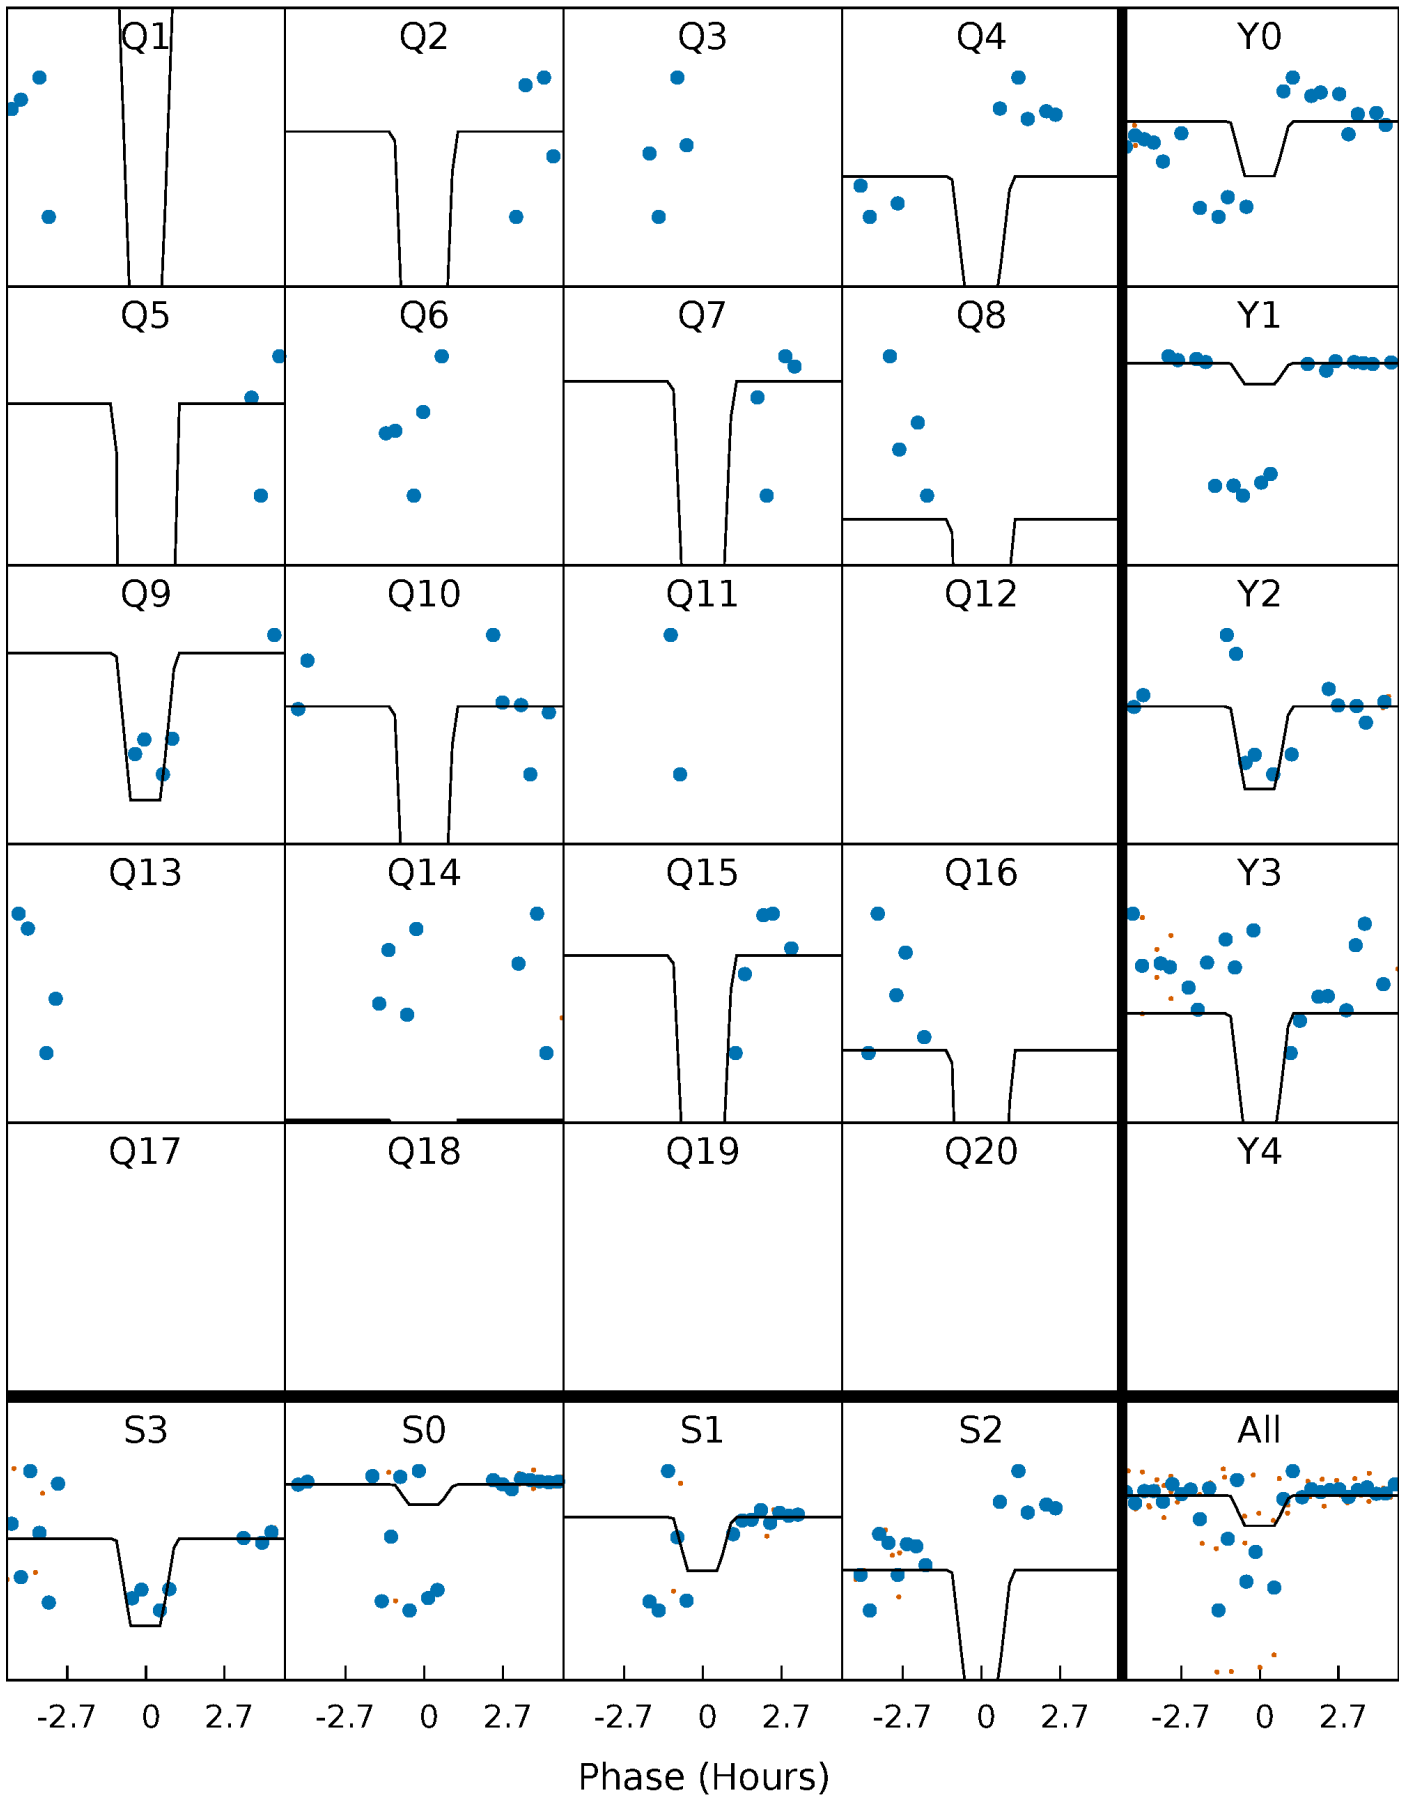 Q1 Q2 Q3 Q4 Y0
Q5 Q6 Q7 Q8 Y1
Q9 Q10 Q11 Q12 Y2
Q13 Q14 Q15 Q16 Y3
Q17 Q18 Q19 Q20 Y4
S3 S0 S1 S2 All
-2.7 0 2.7 -2.7 0 2.7 -2.7 0 2.7 -2.7 0 2.7 -2.7 0 2.7
Phase (Hours)